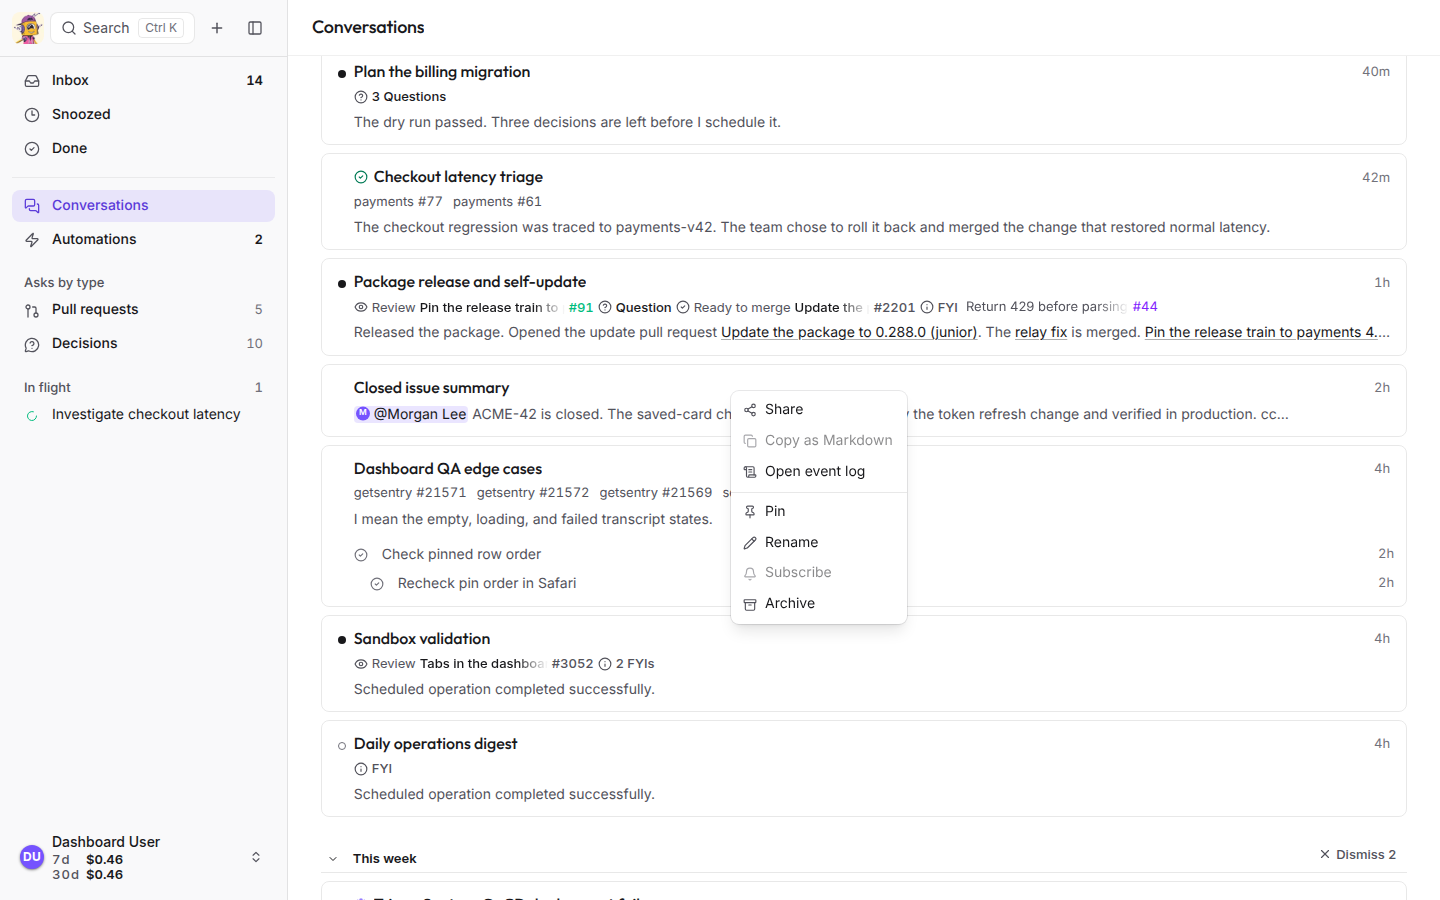 Search Ctrl K
Inbox 14
Snoozed
Done
Conversations
Automations 2
Asks by type
Pull requests 5
Decisions 10
In flight 1
Investigate checkout latency
DU Dashboard User
7d $0.46
30d $0.46
Conversations
Plan the billing migration 40m
3 Questions
The dry run passed. Three decisions are left before I schedule it.
Checkout latency triage 42m
payments #77 payments #61
The checkout regression was traced to payments-v42. The team chose to roll it back and merged the change that restored normal latency.
Package release and self-update 1h
Review Pin the release train to #91 Question Ready to merge Update the #2201 FYI Return 429 before parsing #44
Released the package. Opened the update pull request Update the package to 0.288.0 (junior). The relay fix is merged. Pin the release train to payments 4....
Closed issue summary 2h
M @Morgan Lee ACME-42 is closed. The saved-card the token refresh change and verified in production. cc...
Dashboard QA edge cases 4h
getsentry #21571 getsentry #21572 getsentry #21569
I mean the empty, loading, and failed transcript states.
Check pinned row order 2h
Recheck pin order in Safari 2h
Share
Copy as Markdown
Open event log
Pin
Rename
Subscribe
Archive
Sandbox validation 4h
Review Tabs in the dashboa #3052 2 FYIs
Scheduled operation completed successfully.
Daily operations digest 4h
FYI
Scheduled operation completed successfully.
This week Dismiss 2